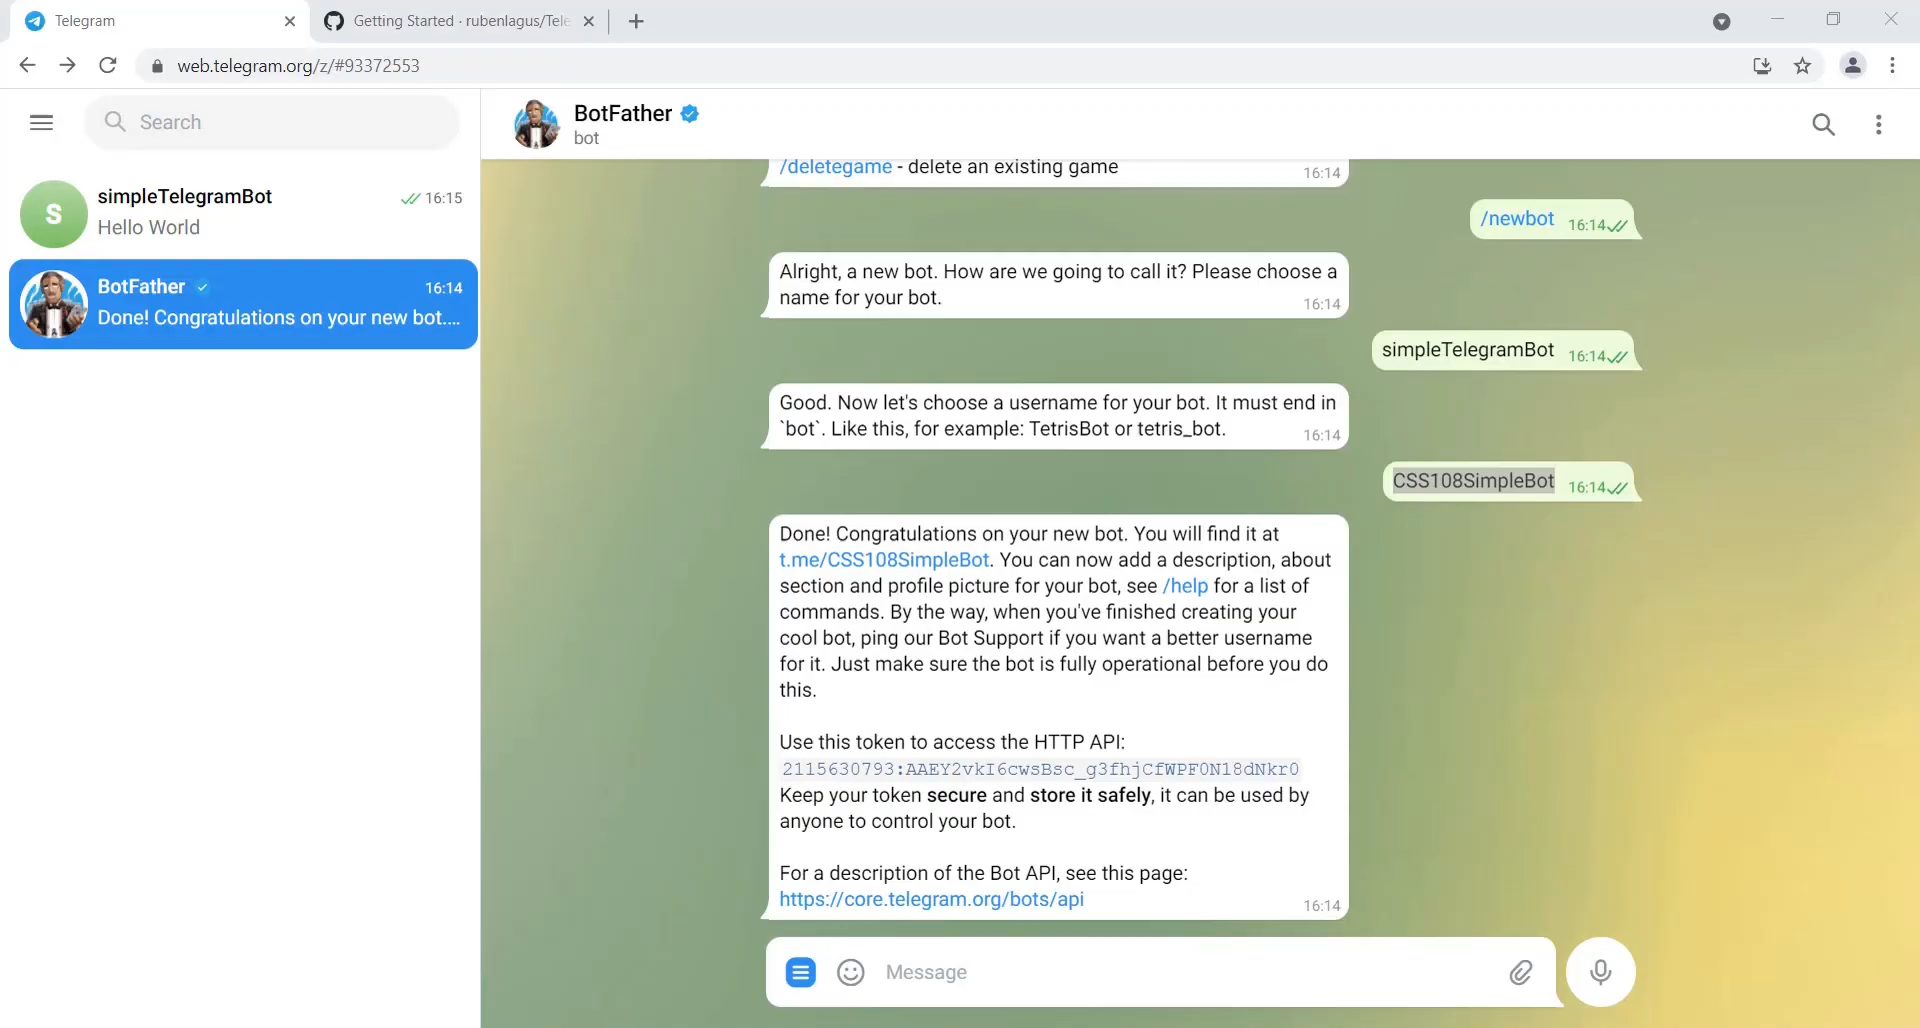 Telegram
Getting Started · rubenlagus/Tele
web.telegram.org/z/#93372553
Search
simpleTelegramBot
16:15
Hello World
BotFather
16:14
Done! Congratulations on your new bot....
BotFather
bot
/deletegame - delete an existing game
16:14
/newbot 16:14
Alright, a new bot. How are we going to call it? Please choose a
name for your bot.
16:14
simpleTelegramBot 16:14
Good. Now let's choose a username for your bot. It must end in
`bot`. Like this, for example: TetrisBot or tetris_bot.
16:14
CSS108SimpleBot 16:14
Done! Congratulations on your new bot. You will find it at
t.me/CSS108SimpleBot. You can now add a description, about
section and profile picture for your bot, see /help for a list of
commands. By the way, when you've finished creating your
cool bot, ping our Bot Support if you want a better username
for it. Just make sure the bot is fully operational before you do
this.
Use this token to access the HTTP API:
2115630793:AAEY2vkI6cwsBsc_g3fhjCfWPF0N18dNkr0
Keep your token secure and store it safely, it can be used by
anyone to control your bot.
For a description of the Bot API, see this page:
https://core.telegram.org/bots/api
16:14
Message
S